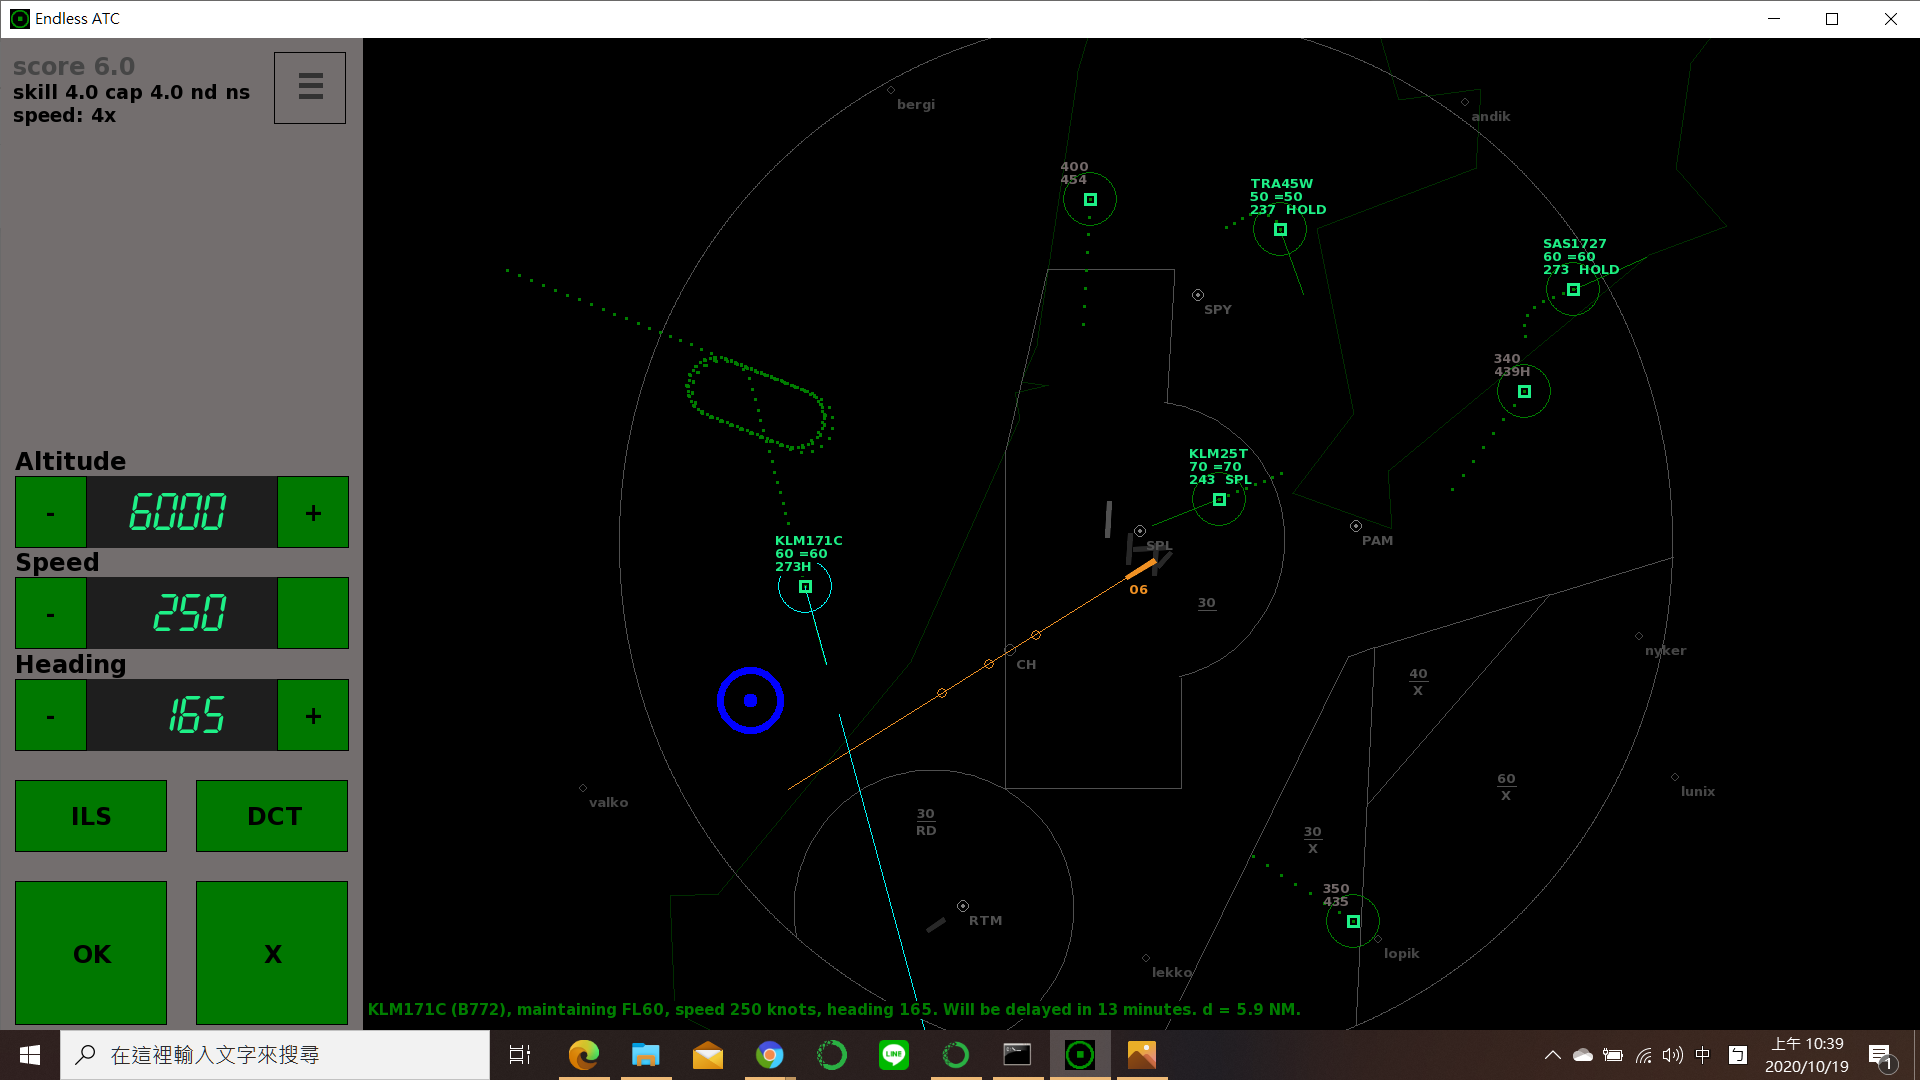 Endless ATC
score 6.0
skill 4.0 cap 4.0 nd ns
speed: 4x
Altitude
- 6000 +
Speed
- 250
Heading
- 165 +
ILS DCT
OK X
bergi
andik
400
454
TRA45W
50 =50
237 HOLD
SAS1727
60 =60
273 HOLD
SPY
340
439H
KLM25T
70 =70
243 SPL
SPL
PAM
KLM171C
60 =60
273H
06
30
CH
nyker
40
X
60
X
lunix
valko
30
RD
30
X
350
435
RTM
lopik
lekko
KLM171C (B772), maintaining FL60, speed 250 knots, heading 165. Will be delayed in 13 minutes. d = 5.9 NM.
在這裡輸入文字來搜尋
LINE
中
ㄅ
上午 10:39
2020/10/19
1